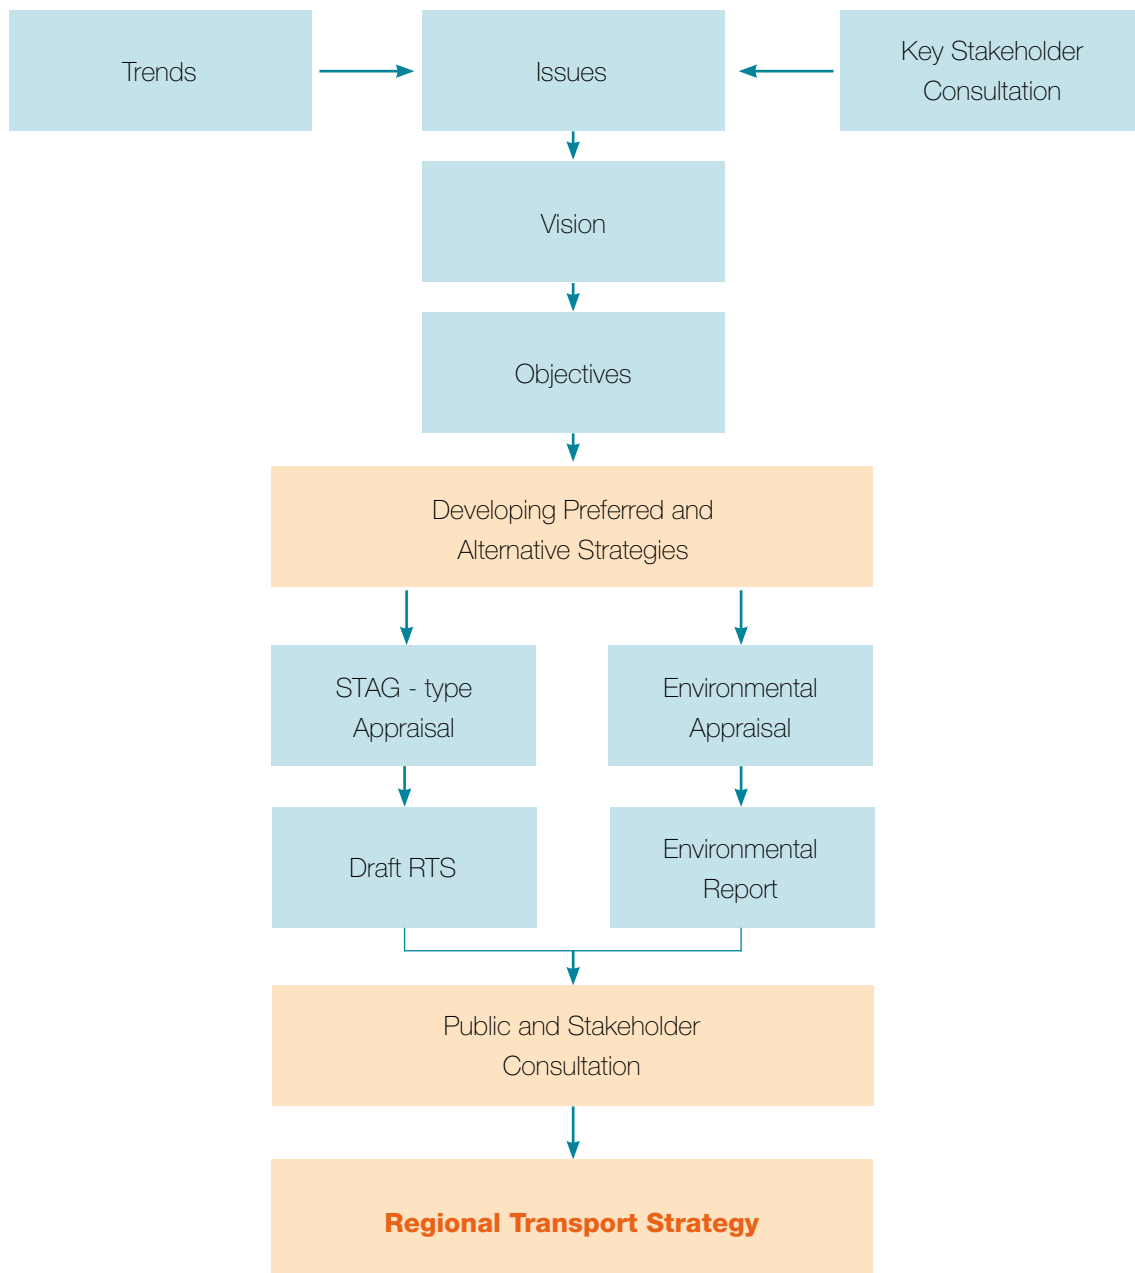 Trends
Issues
Key Stakeholder
Consultation
Vision
Objectives
Developing Preferred and
Alternative Strategies
STAG - type
Appraisal
Environmental
Appraisal
Draft RTS
Environmental
Report
Public and Stakeholder
Consultation
Regional Transport Strategy